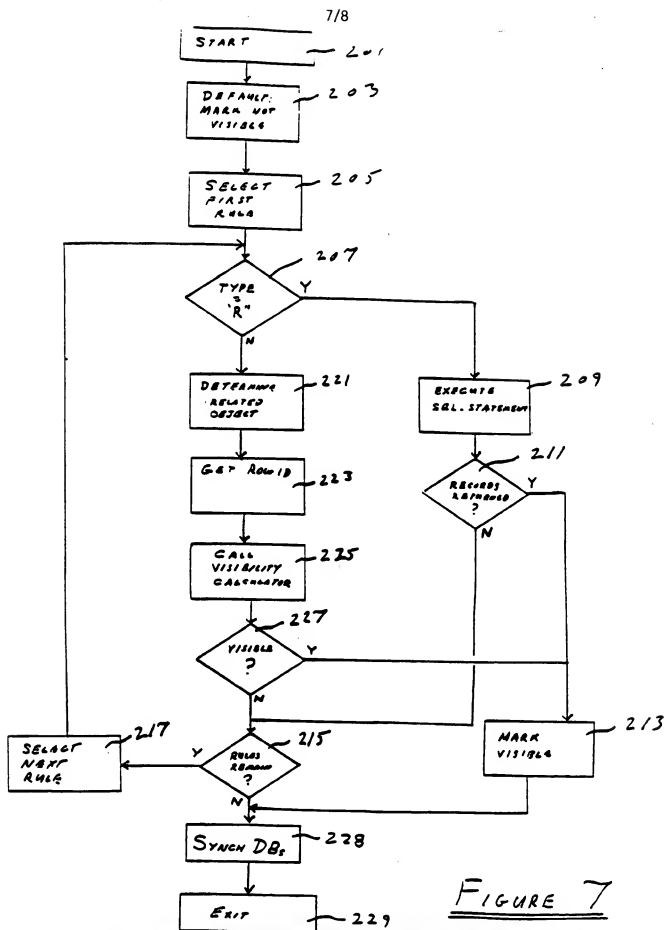 7/8
START
201
DEFAULT:
MARK NOT
VISIBLE
203
SELECT
FIRST
RULE
205
207
TYPE
=
"R"
Y
N
DETERMINE
RELATED
OBJECT
221
EXECUTE
SQL. STATEMENT
209
GET ROW ID
223
211
RECORDS
RETURNED
?
Y
N
CALL
VISIBILITY
CALCULATOR
225
227
VISIBLE
?
Y
N
SELECT
NEXT
RULE
217
Y
RULES
REMAIN
?
215
N
MARK
VISIBLE
213
SYNCH DBs
228
EXIT
229
FIGURE 7